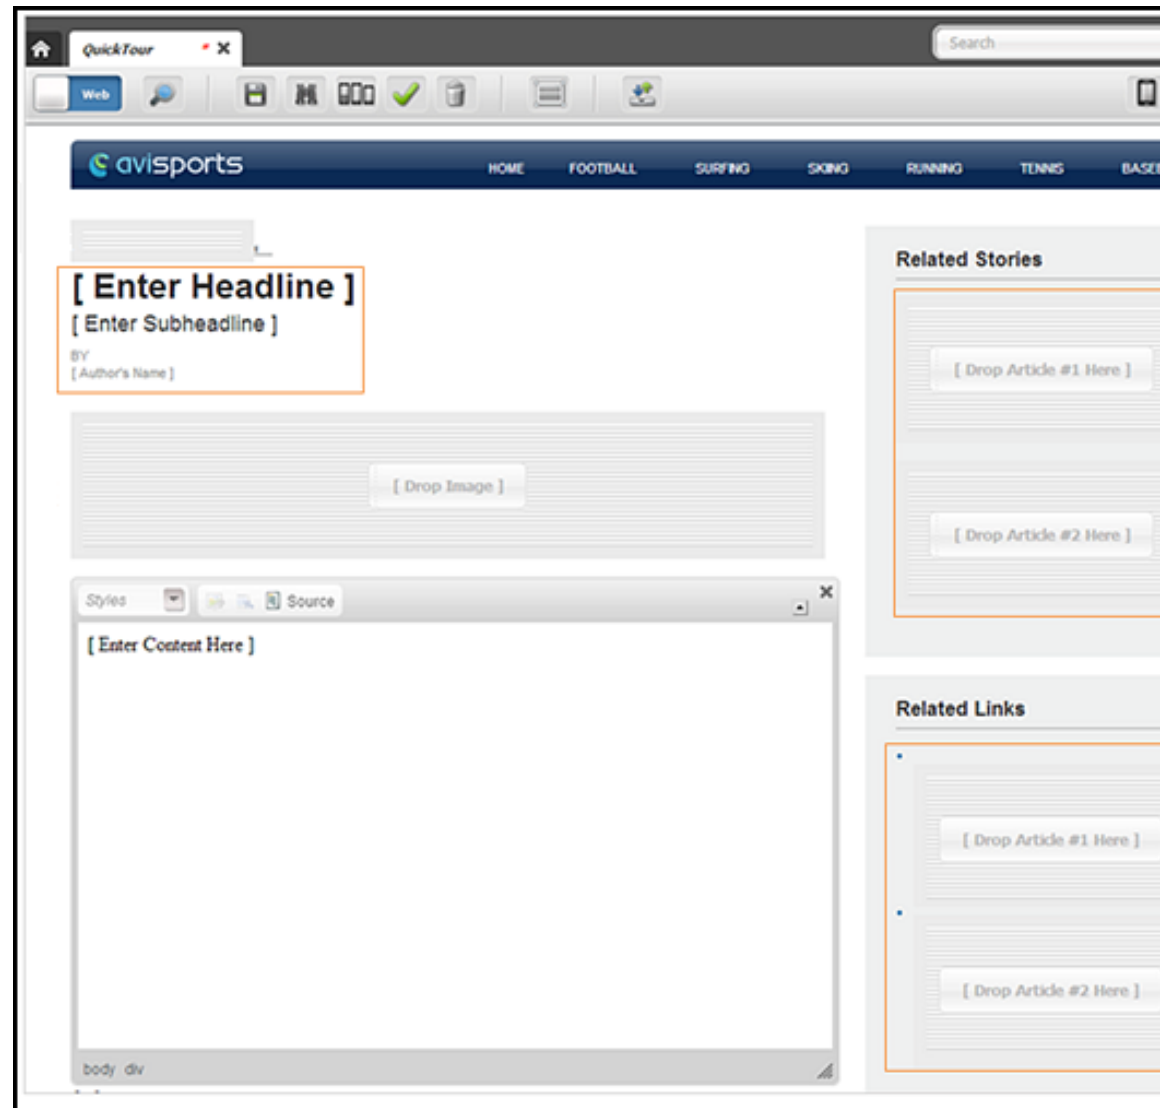 QuickTour * ×
Search
Web
avisports
HOME FOOTBALL SURFING SKIING RUNNING TENNIS
[ Enter Headline ]
[ Enter Subheadline ]
BY
[ Author's Name ]
[ Drop Image ]
Styles Source
[ Enter Content Here ]
body div
Related Stories
[ Drop Article #1 Here ]
[ Drop Article #2 Here ]
Related Links
[ Drop Article #1 Here ]
[ Drop Article #2 Here ]